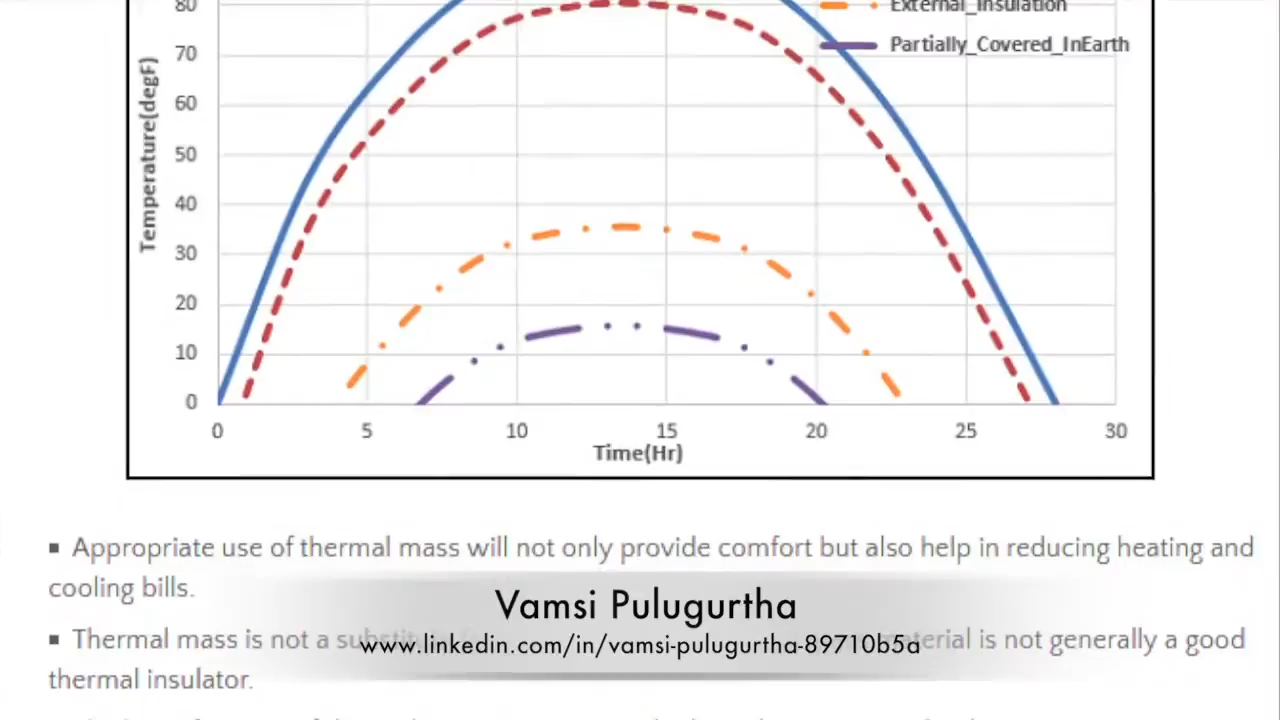 80
External_Insulation
70
Partially_Covered_InEarth
60
50
40
30
20
10
0
Temperature(degF)
0 5 10 15 20 25 30
Time(Hr)
▪ Appropriate use of thermal mass will not only provide comfort but also help in reducing heating and
cooling bills.
Vamsi Pulugurtha
▪ Thermal mass is not a material is not generally a good
www.linkedin.com/in/vamsi-pulugurtha-89710b5a
thermal insulator.